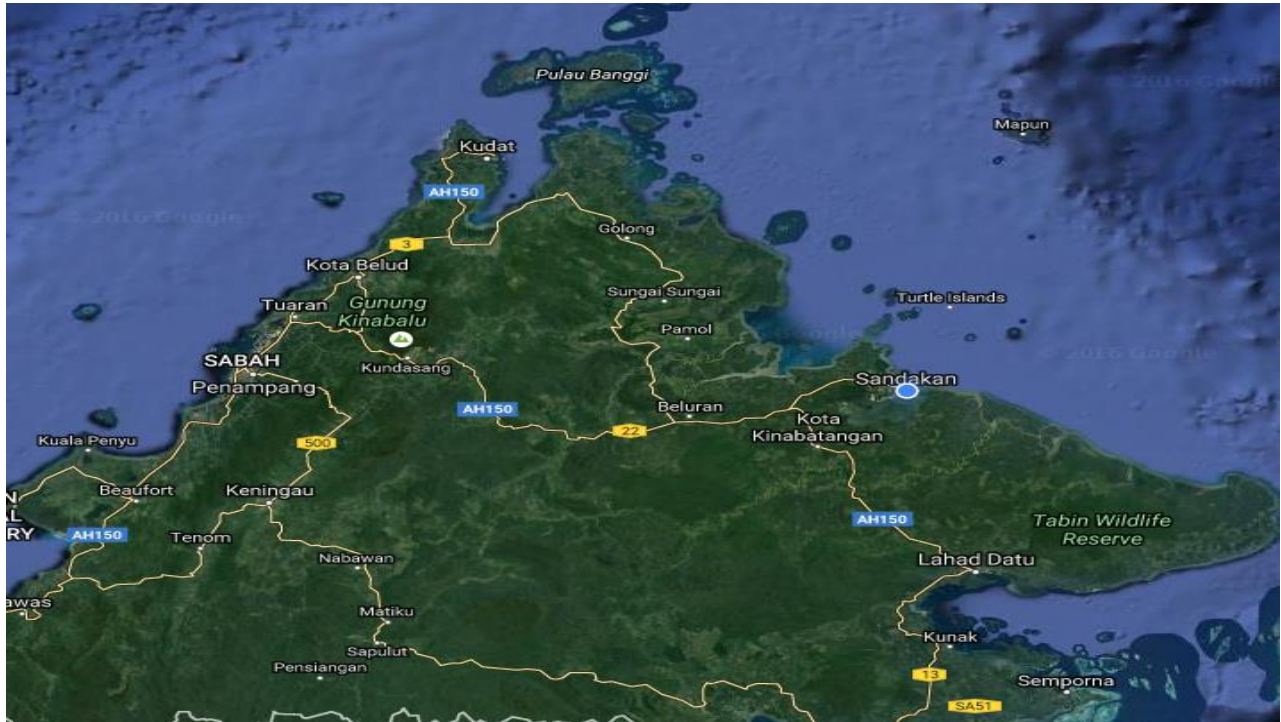 Pulau Banggi
Mapun
Kudat
AH150
© 2016 Google
Golong
3
Kota Belud
Sungai Sungai
Turtle Islands
Tuaran
Gunung
Kinabalu
Pamol
SABAH
Kundasang
Penampang
Sandakan
AH150
Beluran
Kota
Kinabatangan
22
500
Kuala Penyu
Beaufort
Keningau
AH150
Tenom
AH150
Tabin Wildlife
Reserve
Nabawan
Lahad Datu
awas
Matiku
Kunak
Sapulut
Pensiangan
13
Semporna
SA51